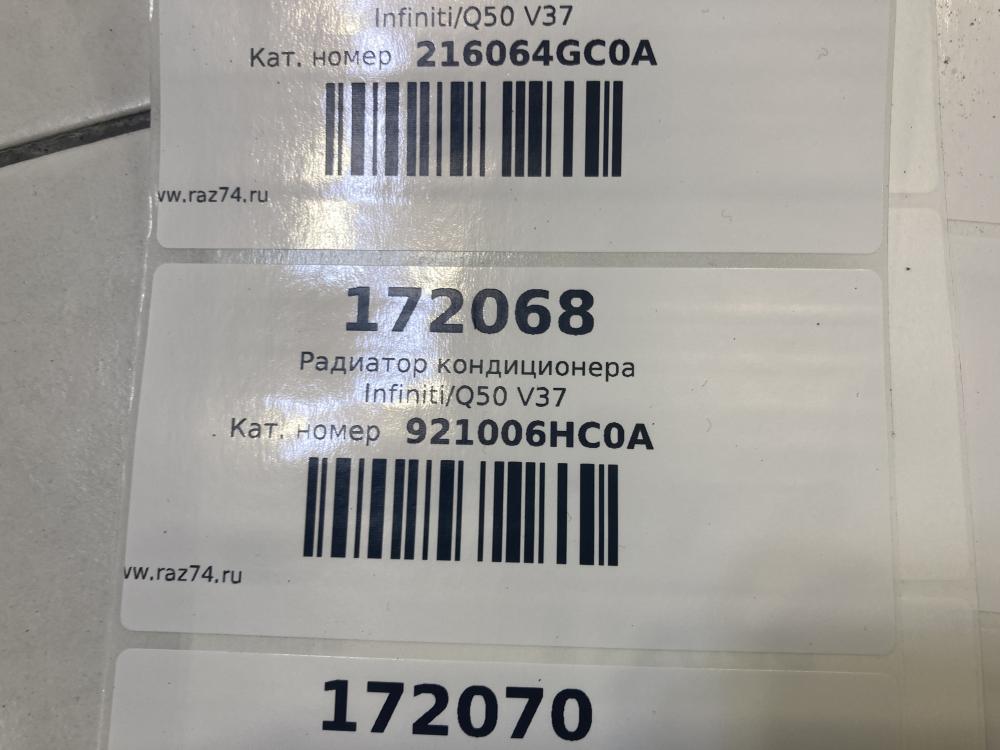 Infiniti/Q50 V37
Кат. номер 216064GC0A
vw.raz74.ru
172068
Радиатор кондиционера
Infiniti/Q50 V37
Кат. номер 921006HC0A
vw.raz74.ru
172070